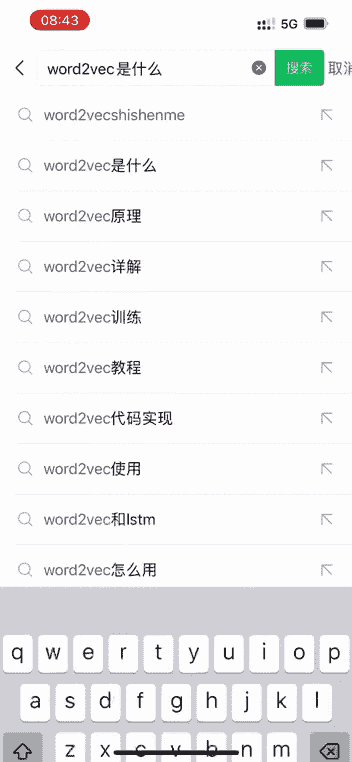 08:43 5G
word2vec是什么 搜索 取消
word2vecshishenme
word2vec是什么
word2vec原理
word2vec详解
word2vec训练
word2vec教程
word2vec代码实现
word2vec使用
word2vec和lstm
word2vec怎么用
q w e r t y u i o p
a s d f g h j k l
z x c v b n m